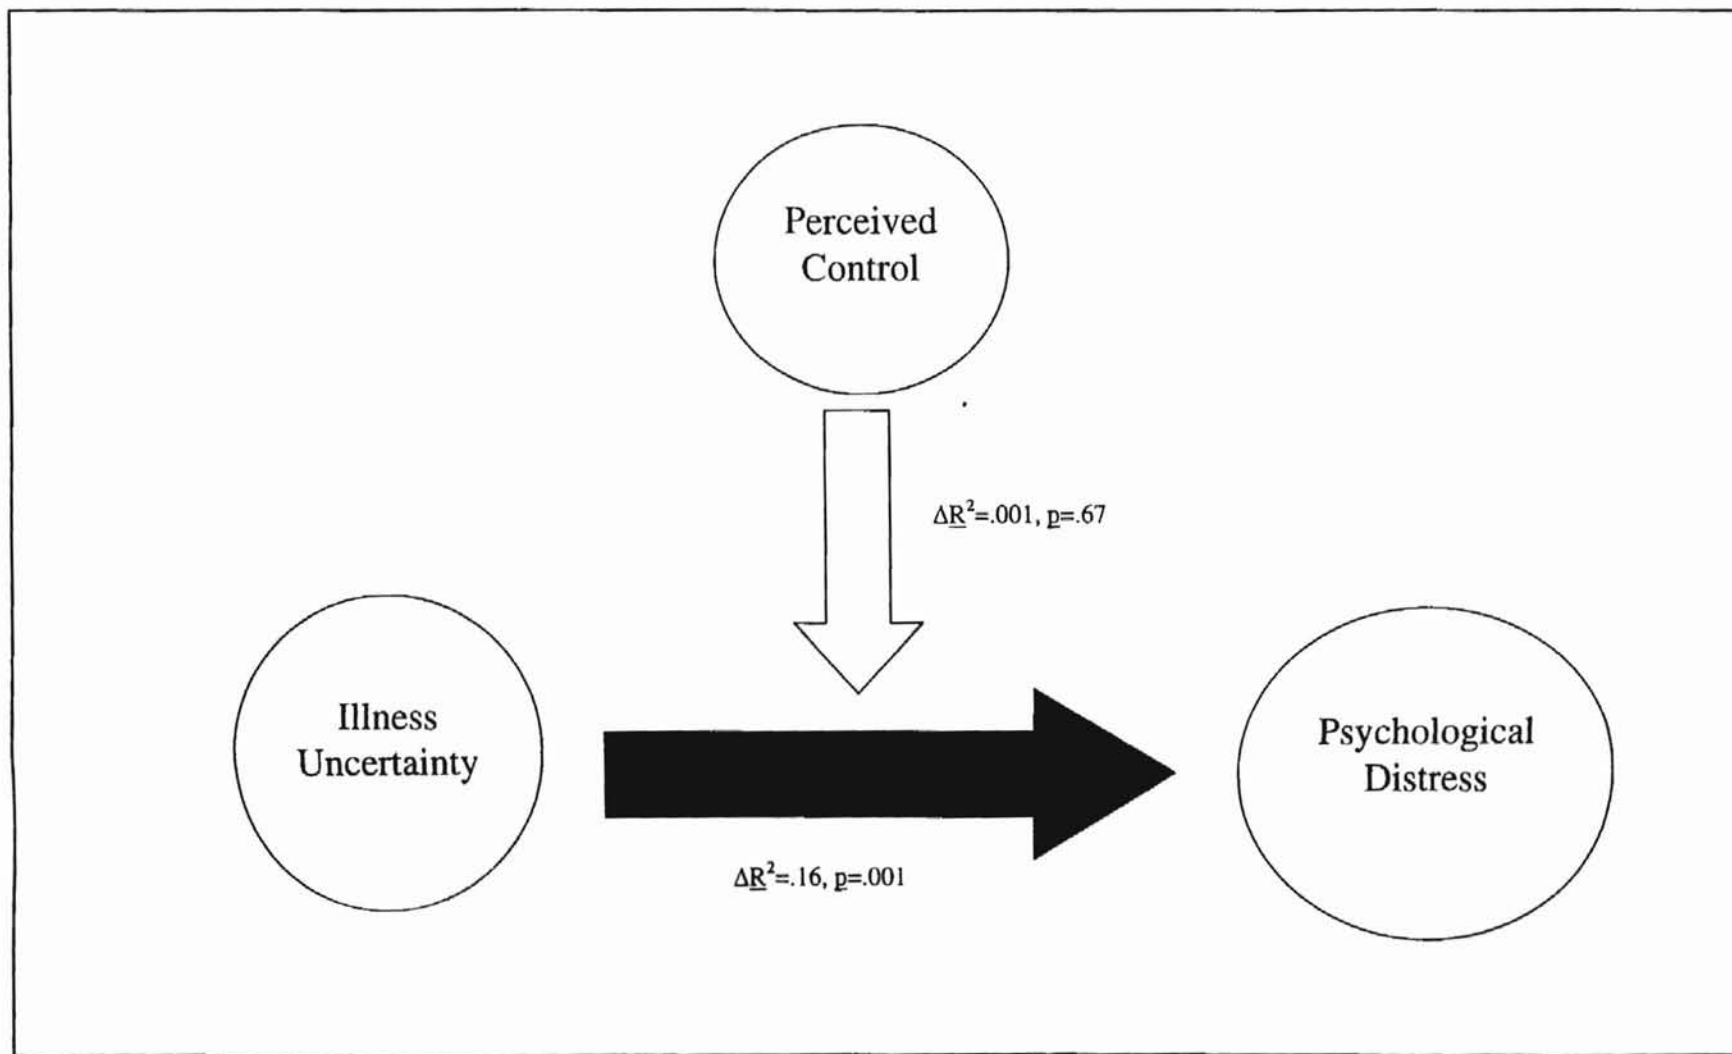 Perceived
Control
ΔR²=.001, p=.67
Illness
Uncertainty
Psychological
Distress
ΔR²=.16, p=.001